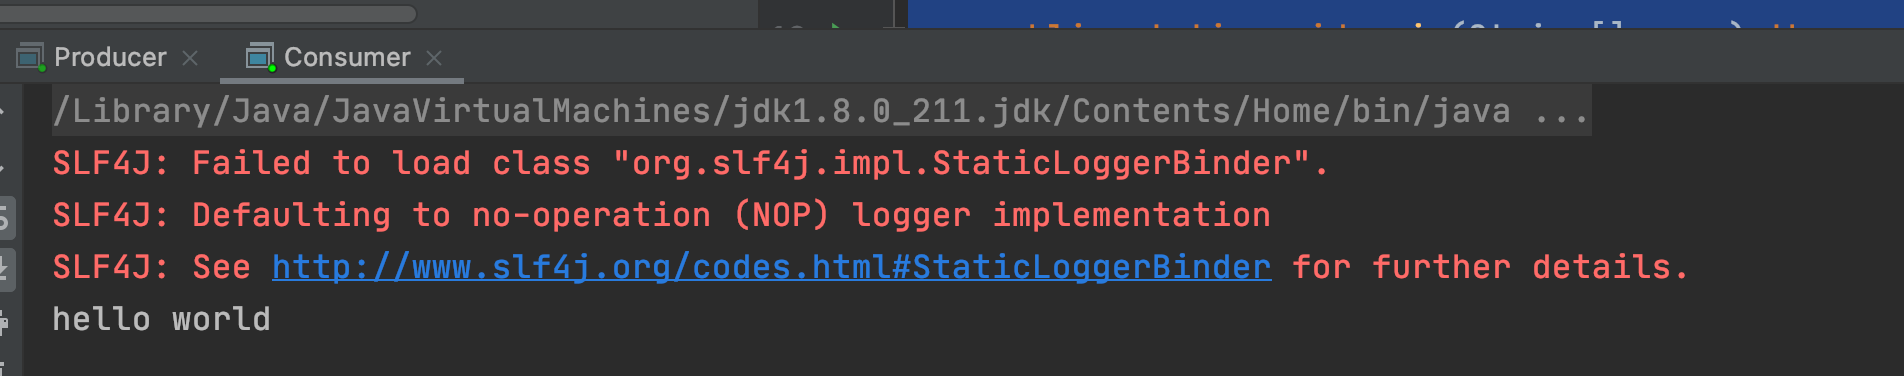 Producer
Consumer
/Library/Java/JavaVirtualMachines/jdk1.8.0_211.jdk/Contents/Home/bin/java ...
SLF4J: Failed to load class "org.slf4j.impl.StaticLoggerBinder".
SLF4J: Defaulting to no-operation (NOP) logger implementation
SLF4J: See http://www.slf4j.org/codes.html#StaticLoggerBinder for further details.
hello world